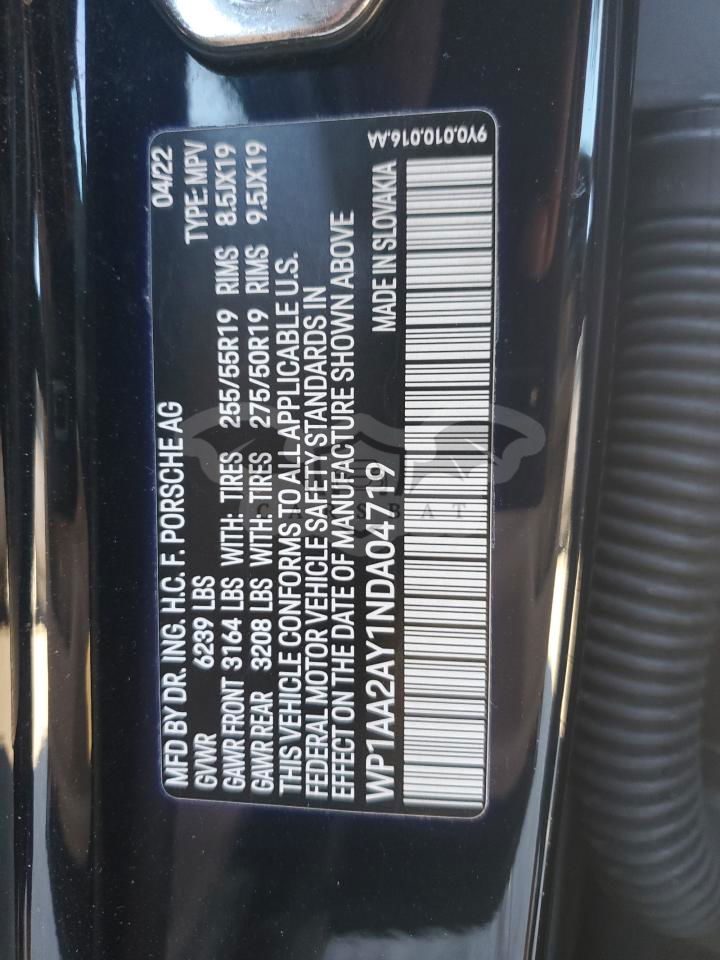 MFD BY DR. ING. H.C. F. PORSCHE AG 04/22
GVWR 6239 LBS TYPE: MPV
GAWR FRONT 3164 LBS WITH: TIRES 255/55R19 RIMS 8.5JX19
GAWR REAR 3208 LBS WITH: TIRES 275/50R19 RIMS 9.5JX19
THIS VEHICLE CONFORMS TO ALL APPLICABLE U.S.
FEDERAL MOTOR VEHICLE SAFETY STANDARDS IN
EFFECT ON THE DATE OF MANUFACTURE SHOWN ABOVE
WP1AA2AY1NDA04719 MADE IN SLOVAKIA
9Y0.010.016.AA